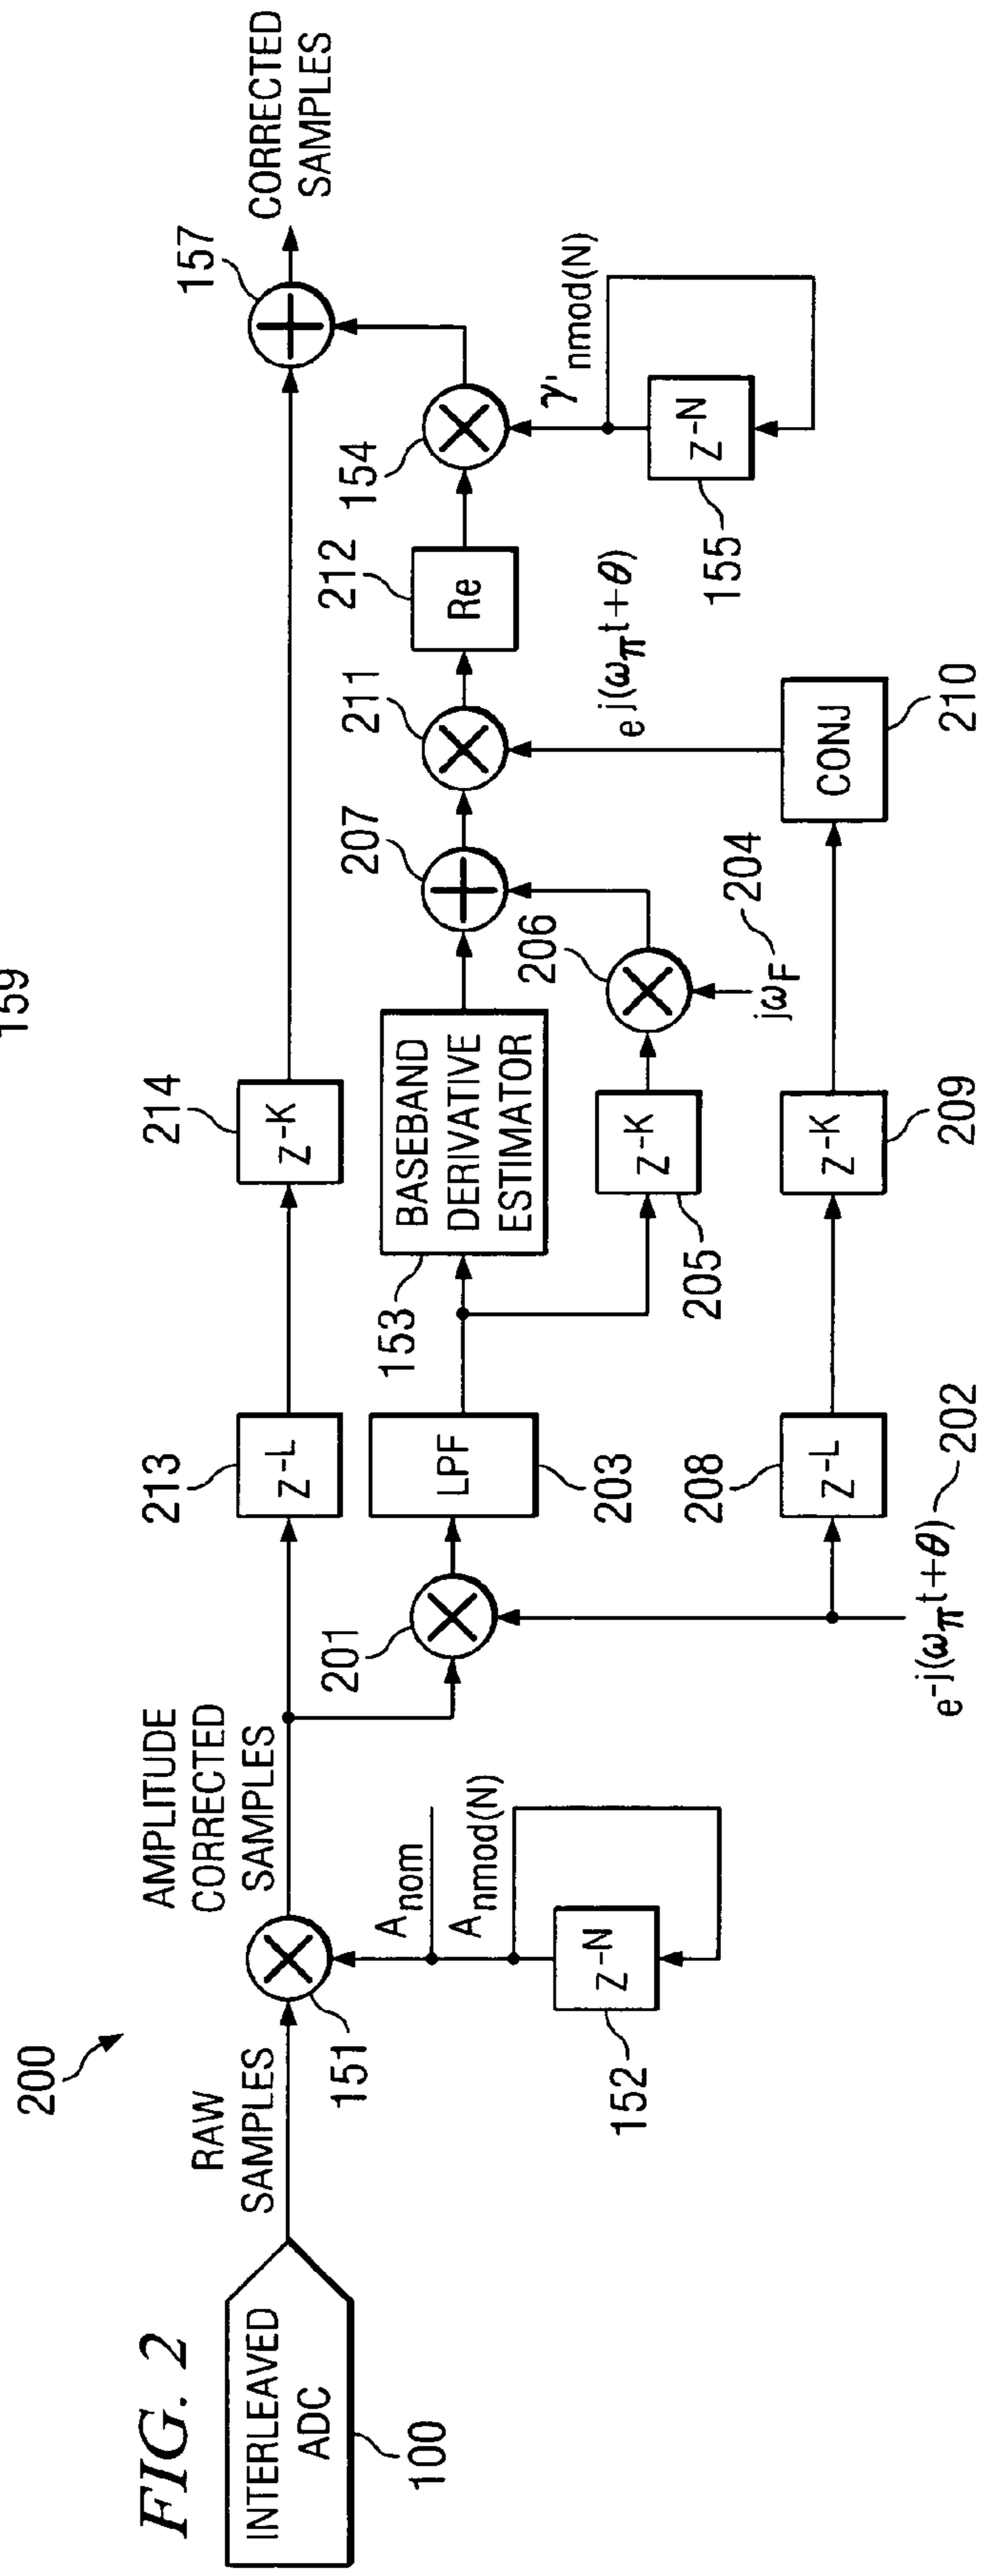 159
FIG. 2
200
INTERLEAVED
ADC
100
RAW
SAMPLES
151
A_nom
A_nmod(N)
z^-N
152
AMPLITUDE
CORRECTED
SAMPLES
201
e^-j(ω_π t+θ)
202
213
z^-L
LPF
203
208
z^-L
153
BASEBAND
DERIVATIVE
ESTIMATOR
214
z^-K
z^-K
205
z^-K
209
206
jω_F
204
207
CONJ
210
211
e^j(ω_π t+θ)
212
Re
154
γ'_nmod(N)
z^-N
155
157
CORRECTED
SAMPLES